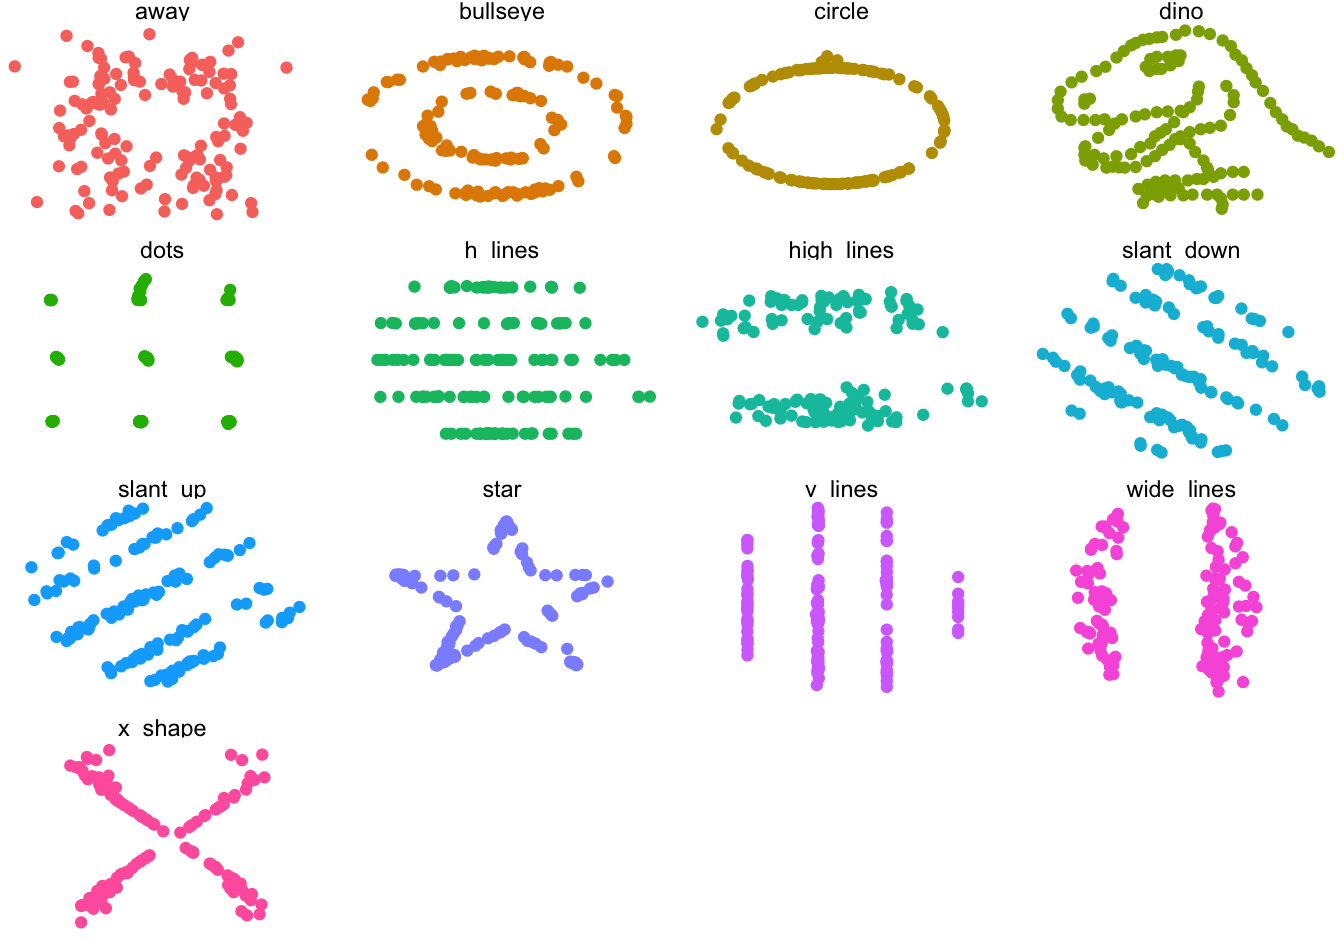 away
bullseye
circle
dino
dots
h lines
high lines
slant down
slant up
star
v lines
wide lines
x shape